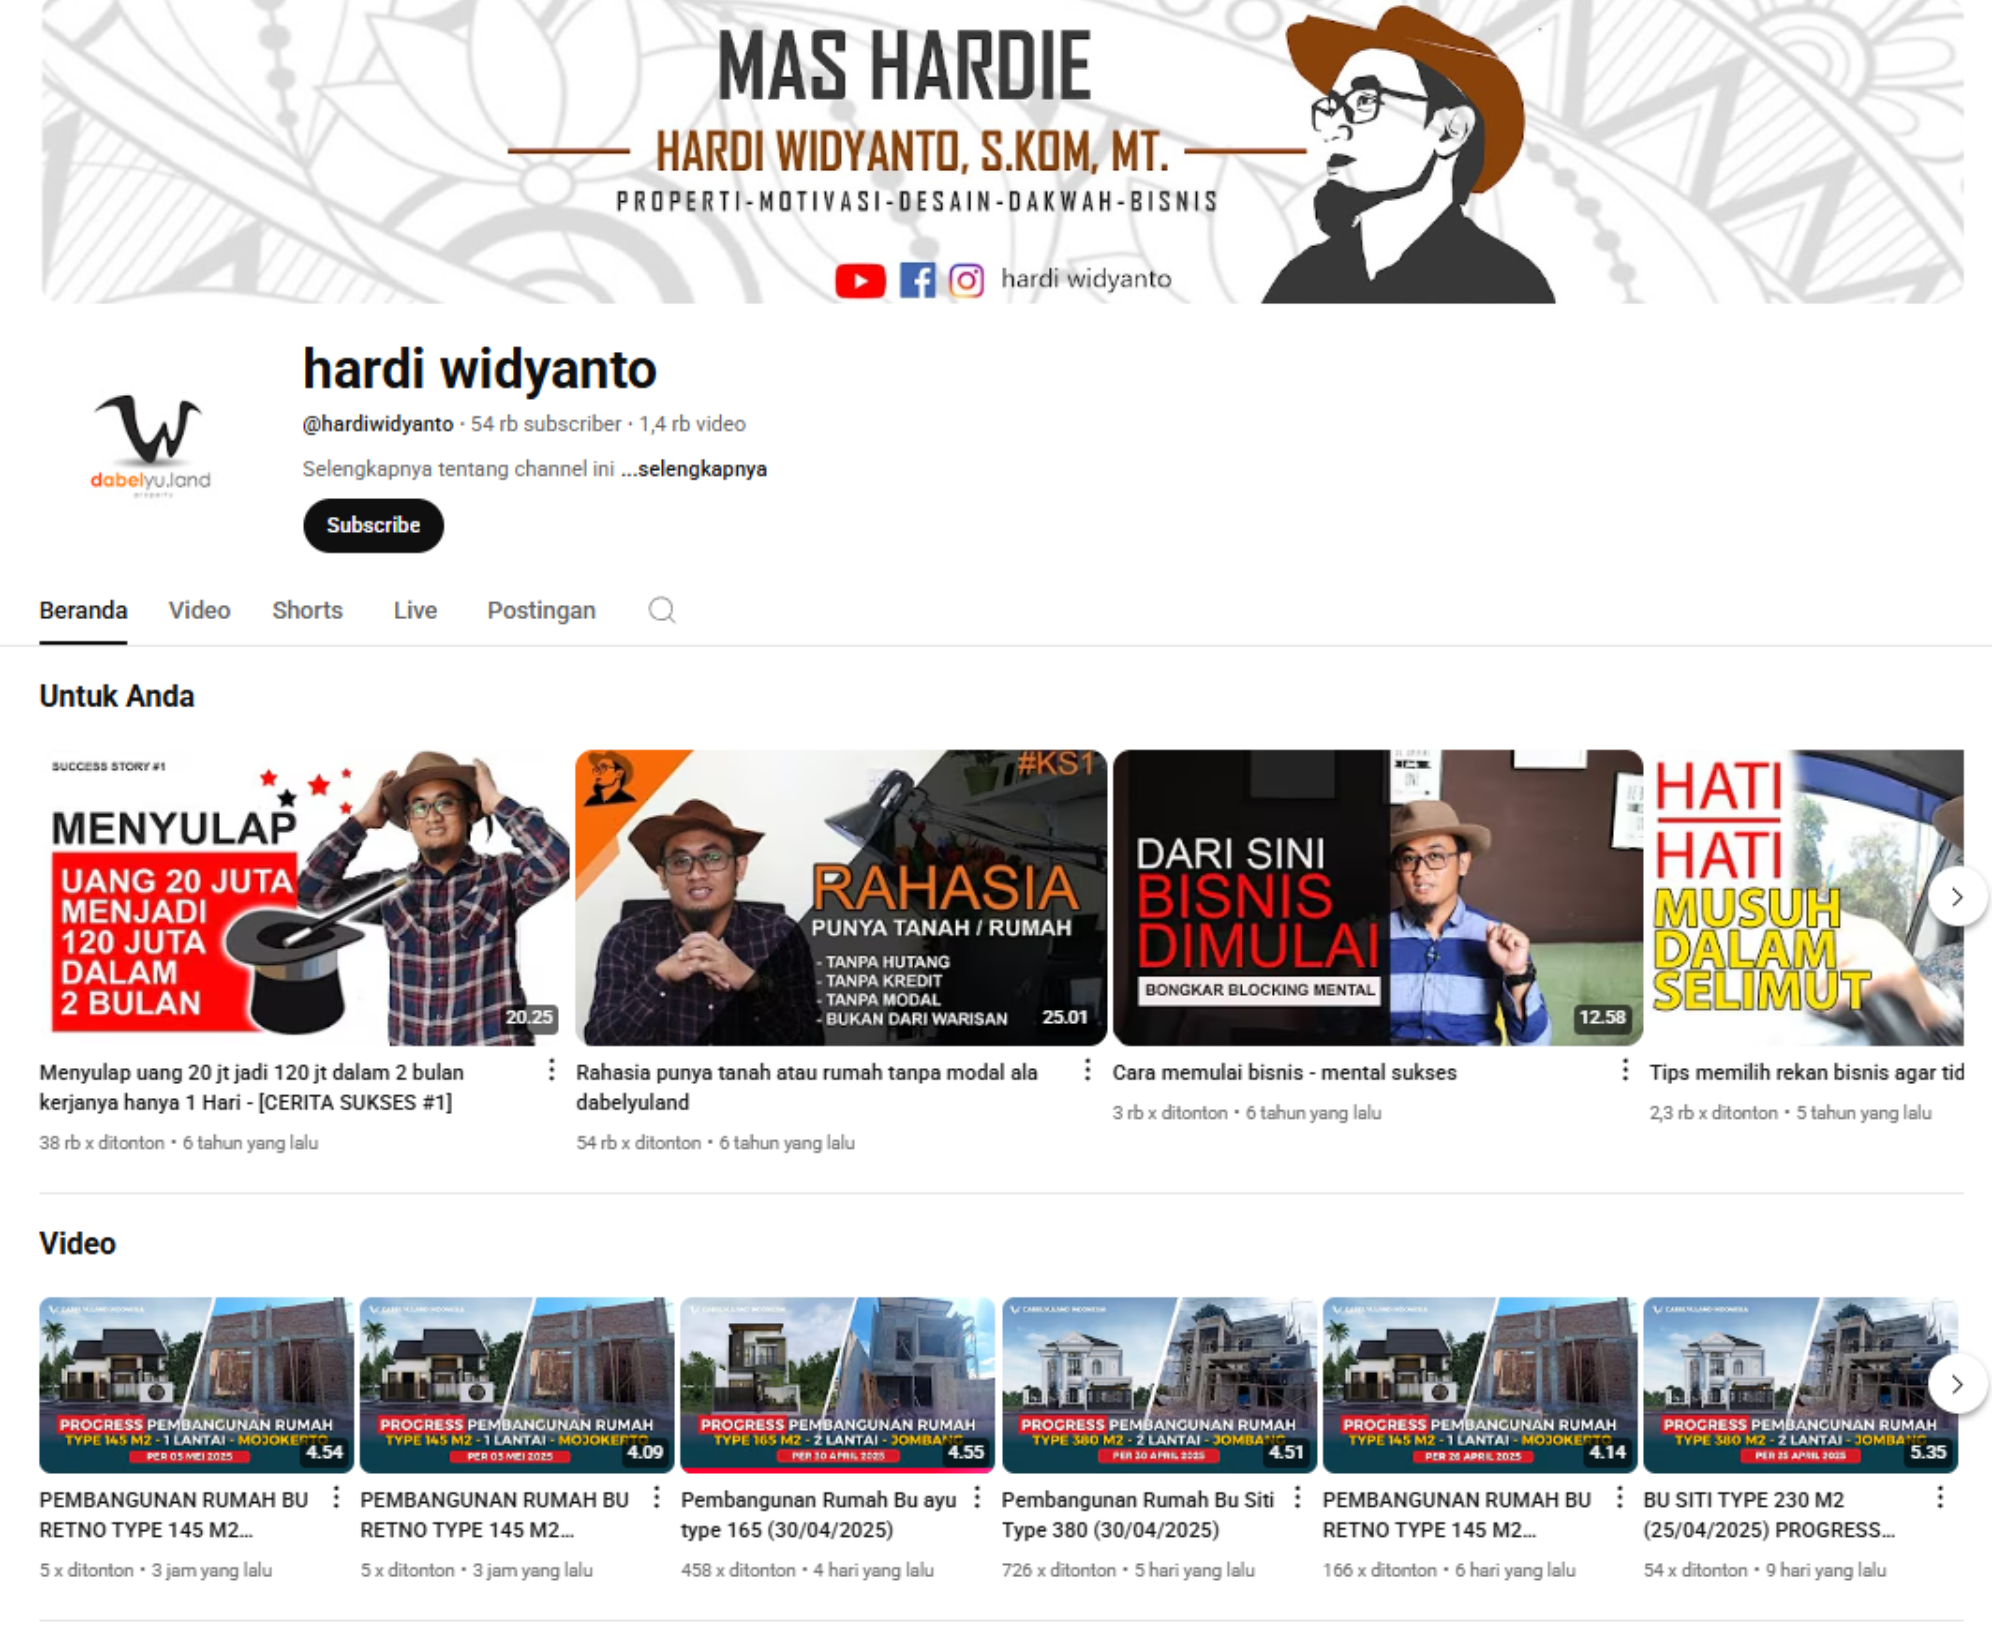 MAS HARDIE
HARDI WIDYANTO, S.KOM, MT.
PROPERTI-MOTIVASI-DESAIN-DAKWAH-BISNIS
hardi widyanto
dabelyu.land
property
hardi widyanto
@hardiwidyanto · 54 rb subscriber · 1,4 rb video
Selengkapnya tentang channel ini ...selengkapnya
Subscribe
Beranda Video Shorts Live Postingan
Untuk Anda
SUCCESS STORY #1
MENYULAP
UANG 20 JUTA
MENJADI
120 JUTA
DALAM
2 BULAN
20.25
Menyulap uang 20 jt jadi 120 jt dalam 2 bulan
kerjanya hanya 1 Hari - [CERITA SUKSES #1]
38 rb x ditonton • 6 tahun yang lalu
#KS1
RAHASIA
PUNYA TANAH / RUMAH
- TANPA HUTANG
- TANPA KREDIT
- TANPA MODAL
- BUKAN DARI WARISAN
25.01
Rahasia punya tanah atau rumah tanpa modal ala
dabelyuland
54 rb x ditonton • 6 tahun yang lalu
DARI SINI
BISNIS
DIMULAI
BONGKAR BLOCKING MENTAL
12.58
Cara memulai bisnis - mental sukses
3 rb x ditonton • 6 tahun yang lalu
HATI
HATI
MUSUH
DALAM
SELIMUT
Tips memilih rekan bisnis agar tid
2,3 rb x ditonton • 5 tahun yang lalu
Video
PROGRESS PEMBANGUNAN RUMAH
TYPE 145 M2 - 1 LANTAI - MOJOKERTO
PER 05 MEI 2025
4.54
PEMBANGUNAN RUMAH BU
RETNO TYPE 145 M2...
5 x ditonton • 3 jam yang lalu
PROGRESS PEMBANGUNAN RUMAH
TYPE 145 M2 - 1 LANTAI - MOJOKERTO
PER 03 MEI 2025
4.09
PEMBANGUNAN RUMAH BU
RETNO TYPE 145 M2...
5 x ditonton • 3 jam yang lalu
PROGRESS PEMBANGUNAN RUMAH
TYPE 165 M2 - 2 LANTAI - JOMBANG
PER 30 APRIL 2025
4.55
Pembangunan Rumah Bu ayu
type 165 (30/04/2025)
458 x ditonton • 4 hari yang lalu
PROGRESS PEMBANGUNAN RUMAH
TYPE 380 M2 - 2 LANTAI - JOMBANG
PER 30 APRIL 2025
4.51
Pembangunan Rumah Bu Siti
Type 380 (30/04/2025)
726 x ditonton • 5 hari yang lalu
PROGRESS PEMBANGUNAN RUMAH
TYPE 145 M2 - 1 LANTAI - MOJOKERTO
PER 26 APRIL 2025
4.14
PEMBANGUNAN RUMAH BU
RETNO TYPE 145 M2...
166 x ditonton • 6 hari yang lalu
PROGRESS PEMBANGUNAN RUMAH
TYPE 380 M2 - 2 LANTAI - JOMBANG
PER 25 APRIL 2025
5.35
BU SITI TYPE 230 M2
(25/04/2025) PROGRESS...
54 x ditonton • 9 hari yang lalu